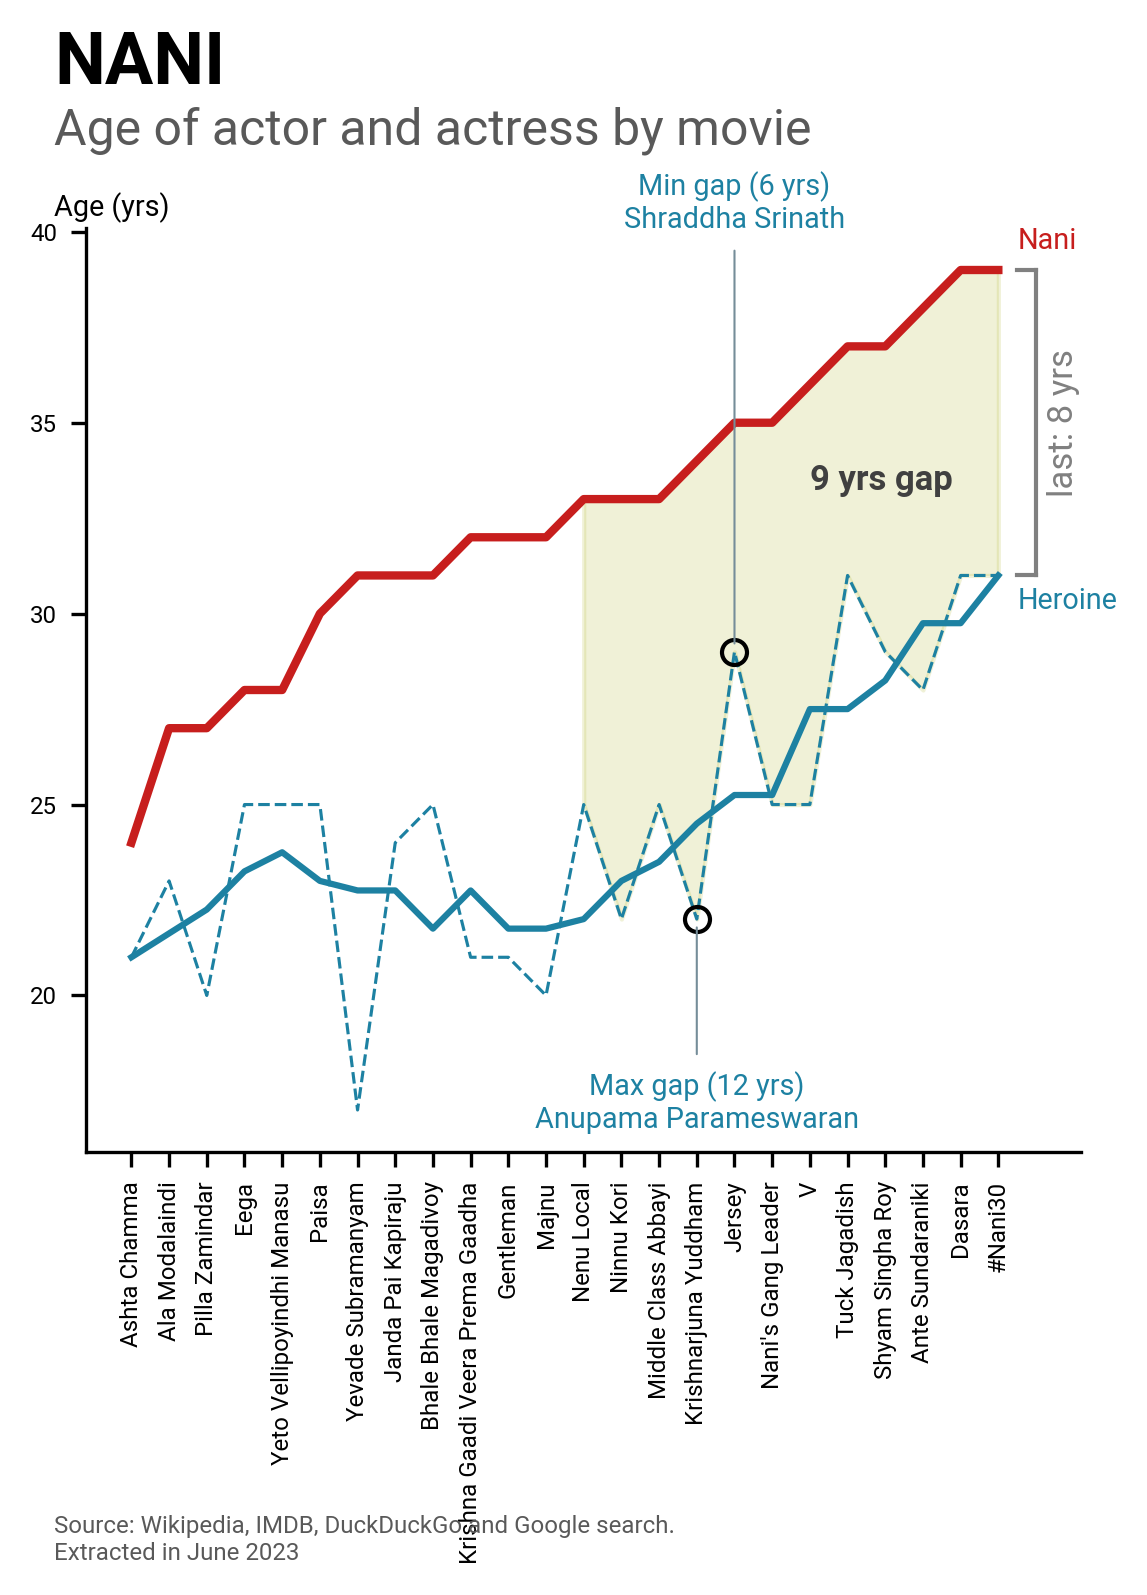 NANI
Age of actor and actress by movie
Min gap (6 yrs)
Shraddha Srinath
Age (yrs)
40
35
30
25
20
Nani
last: 8 yrs
9 yrs gap
Heroine
Max gap (12 yrs)
Anupama Parameswaran
Ashta Chamma
Ala Modalaindi
Pilla Zamindar
Eega
Yeto Vellipoyindhi Manasu
Paisa
Yevade Subramanyam
Janda Pai Kapiraju
Bhale Bhale Magadivoy
Krishna Gaadi Veera Prema Gaadha
Gentleman
Majnu
Nenu Local
Ninnu Kori
Middle Class Abbayi
Krishnarjuna Yuddham
Jersey
Nani's Gang Leader
V
Tuck Jagadish
Shyam Singha Roy
Ante Sundaraniki
Dasara
#Nani30
Source: Wikipedia, IMDB, DuckDuckGo and Google search.
Extracted in June 2023